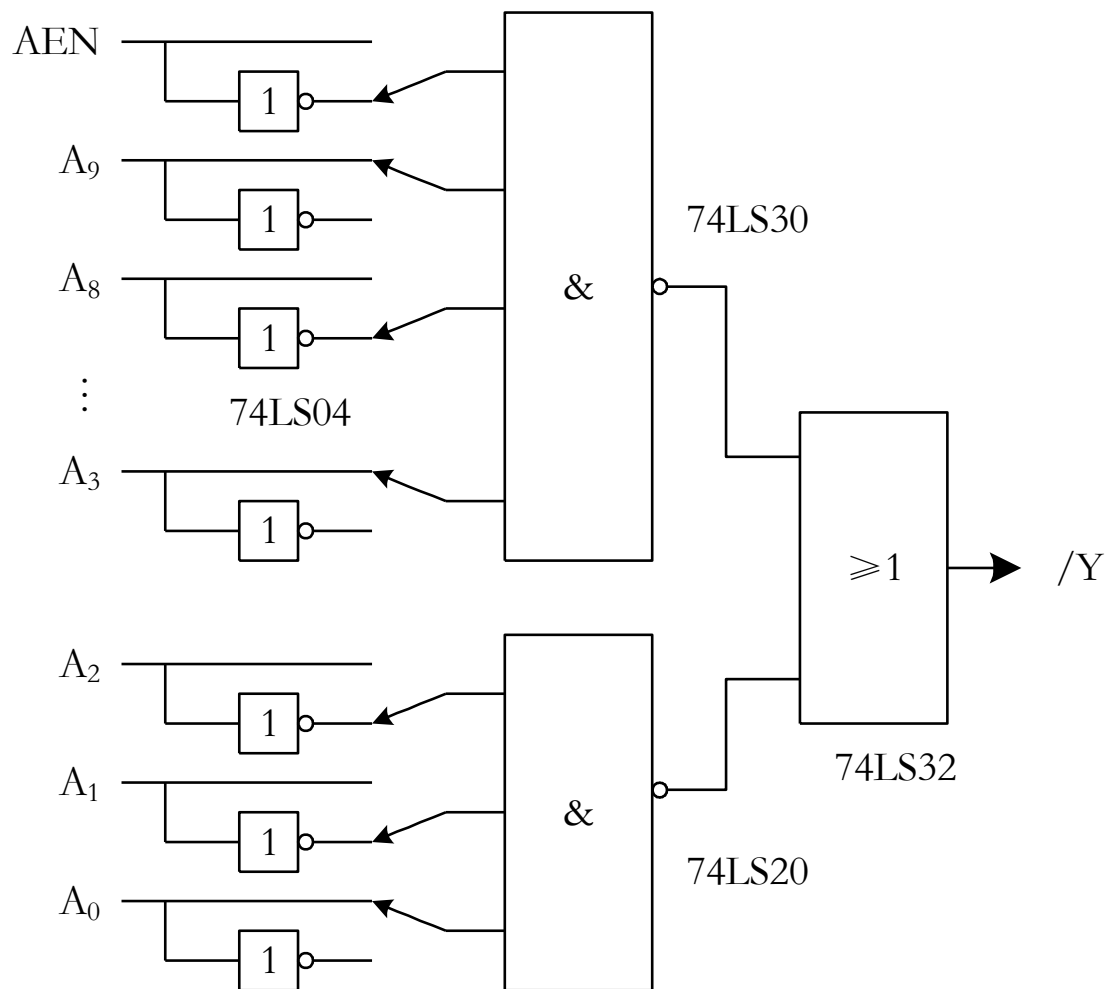 AEN
1
A₉
1
74LS30
A₈
&
1
⋮
74LS04
A₃
1
≥1
/Y
A₂
1
74LS32
A₁
&
1
74LS20
A₀
1